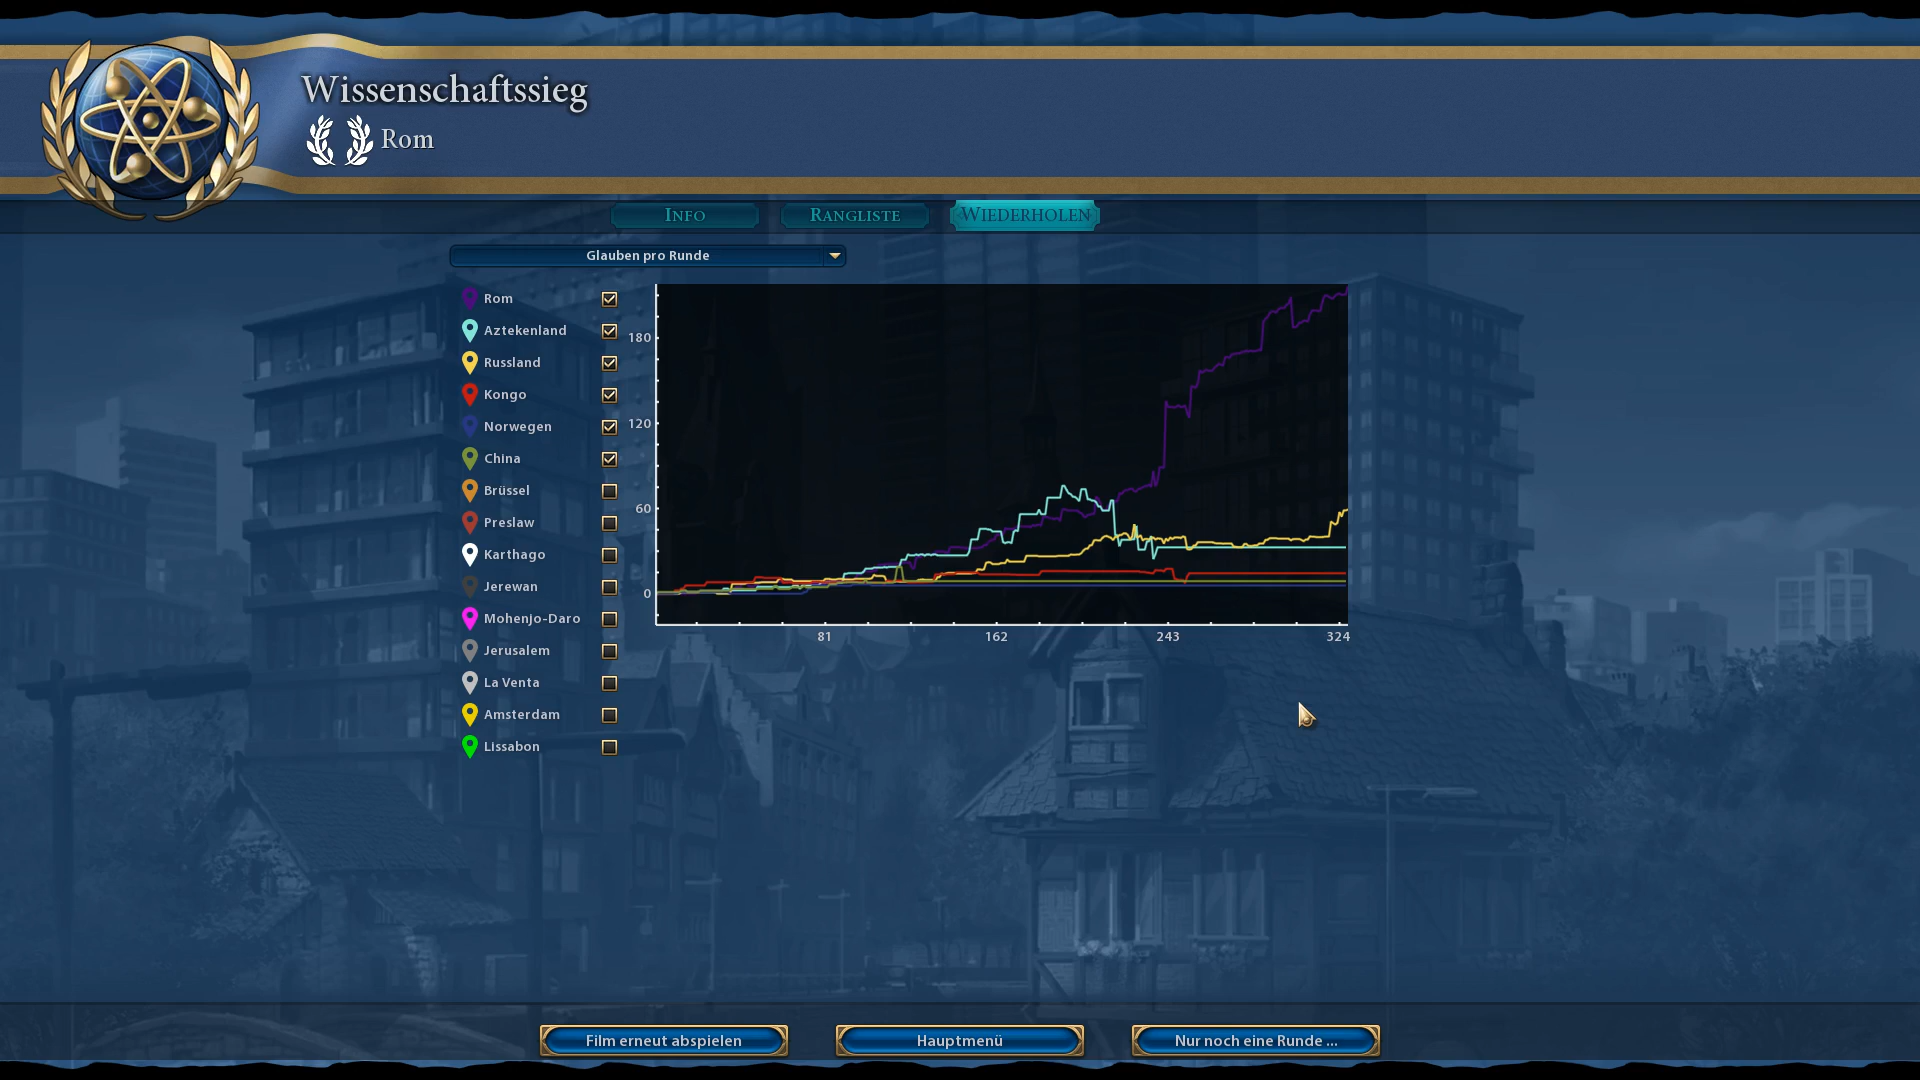 Wissenschaftssieg
Rom
INFO
RANGLISTE
WIEDERHOLEN
Glauben pro Runde
Rom
Aztekenland
Russland
Kongo
Norwegen
China
Brüssel
Preslaw
Karthago
Jerewan
Mohenjo-Daro
Jerusalem
La Venta
Amsterdam
Lissabon
180
120
60
0
81 162 243 324
Film erneut abspielen
Hauptmenü
Nur noch eine Runde ...